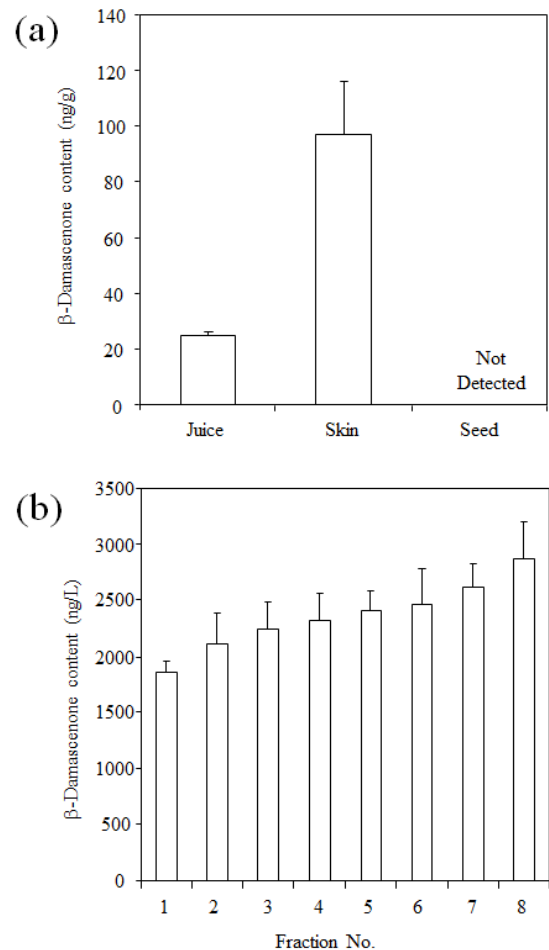 (a)
β-Damascenone content (ng/g)
140
120
100
80
60
40
20
0
Not
Detected
Juice Skin Seed
(b)
β-Damascenone content (ng/L)
3500
3000
2500
2000
1500
1000
500
0
1 2 3 4 5 6 7 8
Fraction No.